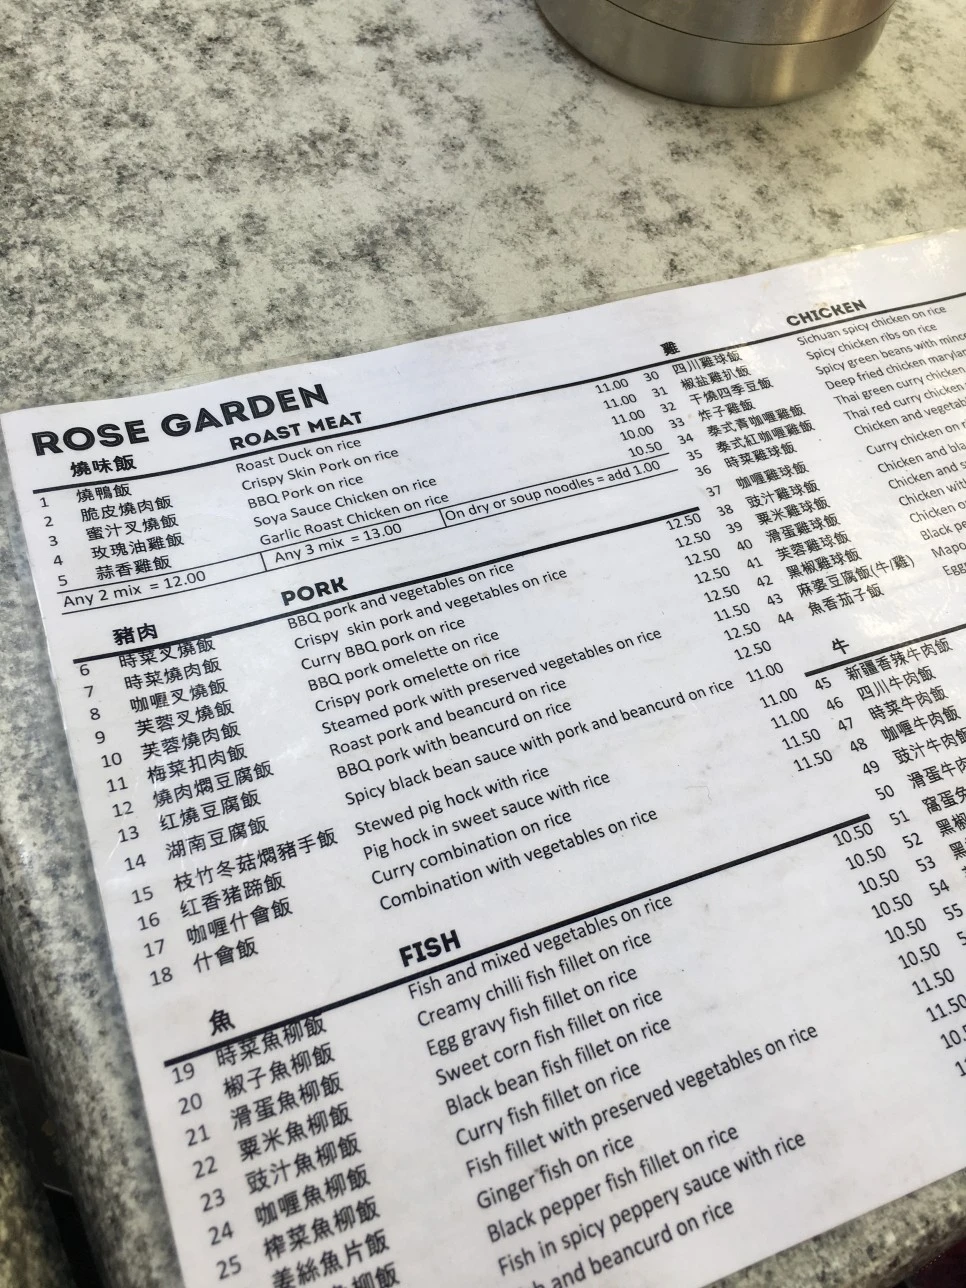 ROSE GARDEN
燒味飯 ROAST MEAT
1 燒鴨飯 Roast Duck on rice 11.00
2 脆皮燒肉飯 Crispy Skin Pork on rice 11.00
3 蜜汁叉燒飯 BBQ Pork on rice 11.00
4 玫瑰油雞飯 Soya Sauce Chicken on rice 10.00
5 蒜香雞飯 Garlic Roast Chicken on rice 10.50
Any 2 mix = 12.00 Any 3 mix = 13.00 On dry or soup noodles = add 1.00
豬肉 PORK
6 時菜叉燒飯 BBQ pork and vegetables on rice 12.50
7 時菜燒肉飯 Crispy skin pork and vegetables on rice 12.50
8 咖喱叉燒飯 Curry BBQ pork on rice 12.50
9 芙蓉叉燒飯 BBQ pork omelette on rice 12.50
10 芙蓉燒肉飯 Crispy pork omelette on rice 12.50
11 梅菜扣肉飯 Steamed pork with preserved vegetables on rice 11.50
12 燒肉燜豆腐飯 Roast pork and beancurd on rice 12.50
13 紅燒豆腐飯 BBQ pork with beancurd on rice 12.50
14 湖南豆腐飯 Spicy black bean sauce with pork and beancurd on rice 11.00
15 枝竹冬菇燜豬手飯 Stewed pig hock with rice 11.00
16 红香猪蹄飯 Pig hock in sweet sauce with rice 11.00
17 咖喱什會飯 Curry combination on rice 11.50
18 什會飯 Combination with vegetables on rice 11.50
魚 FISH
19 時菜魚柳飯 Fish and mixed vegetables on rice 10.50
20 椒子魚柳飯 Creamy chilli fish fillet on rice 10.50
21 滑蛋魚柳飯 Egg gravy fish fillet on rice 10.50
22 粟米魚柳飯 Sweet corn fish fillet on rice 10.50
23 豉汁魚柳飯 Black bean fish fillet on rice 10.50
24 咖喱魚柳飯 Curry fish fillet on rice 10.50
25 榨菜魚柳飯 Fish fillet with preserved vegetables on rice 11.50
姜絲魚片飯 Ginger fish on rice 11.50
魚柳飯 Black pepper fish fillet on rice
Fish in spicy peppery sauce with rice
and beancurd on rice
雞 CHICKEN
30 四川雞球飯 Sichuan spicy chicken on rice
31 椒盐雞扒飯 Spicy chicken ribs on rice
32 干燒四季豆飯 Spicy green beans with
33 炸子雞飯 Deep fried chicken
34 泰式青咖喱雞飯 Thai green curry chicken
35 泰式紅咖喱雞飯 Thai red curry chicken
36 時菜雞球飯 Chicken and
37 咖喱雞球飯 Curry chicken on
38 豉汁雞球飯 Chicken and
39 粟米雞球飯 Chicken and
40 滑蛋雞球飯 Chicken with
41 芙蓉雞球飯 Chicken
42 黑椒雞球飯 Black
43 麻婆豆腐飯(牛/雞)
44 魚香茄子飯
牛
45 新疆香辣牛肉飯
46 四川牛肉飯
47 時菜牛肉飯
48 咖喱牛肉飯
49 豉汁牛肉
50 滑蛋牛
51 窩蛋
52 黑椒
53
54
55